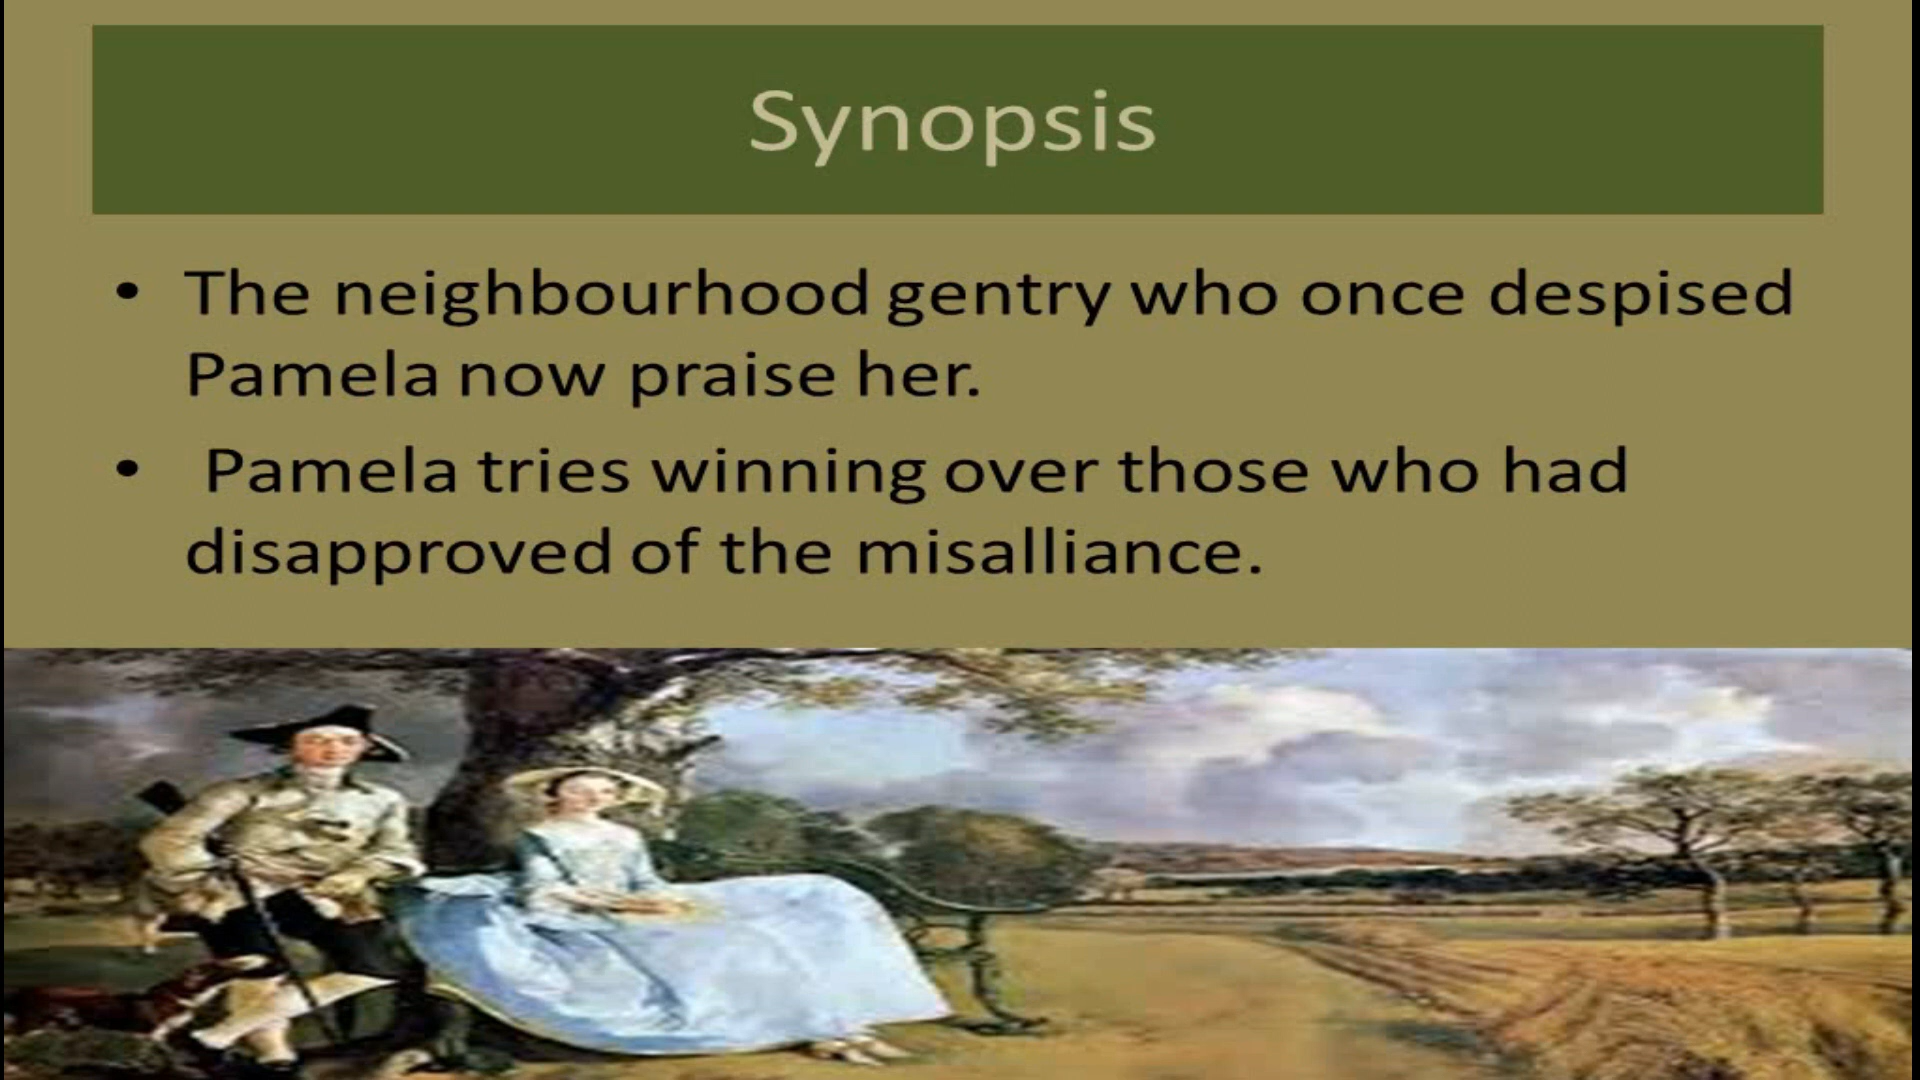 Synopsis
• The neighbourhood gentry who once despised
Pamela now praise her.
• Pamela tries winning over those who had
disapproved of the misalliance.